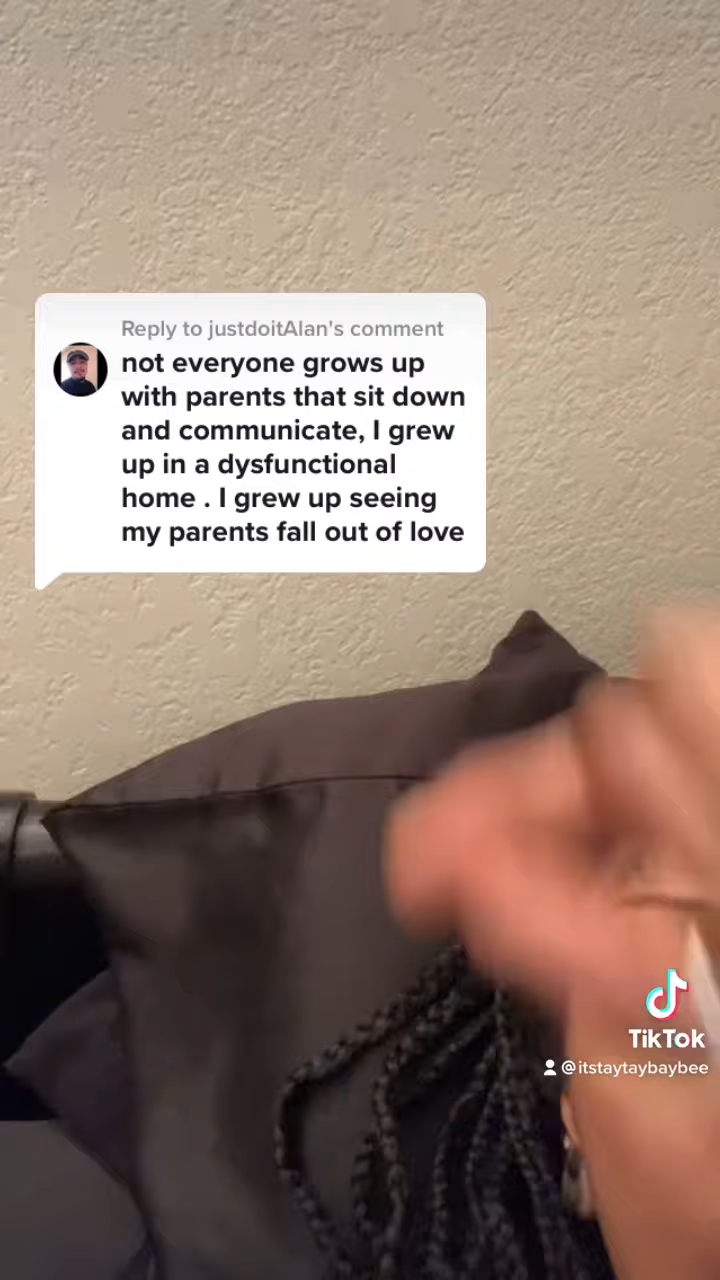 Reply to justdoitAlan's comment
not everyone grows up
with parents that sit down
and communicate, I grew
up in a dysfunctional
home . I grew up seeing
my parents fall out of love
TikTok
@itstaytaybaybee